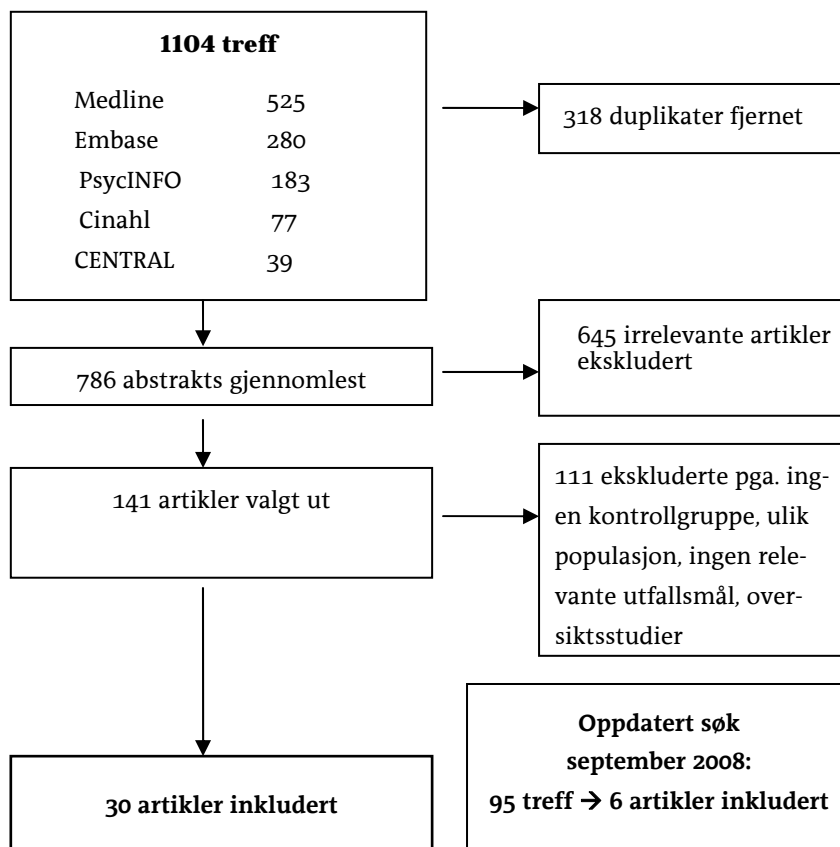 1104 treff
Medline 525
Embase 280
PsycINFO 183
Cinahl 77
CENTRAL 39
318 duplikater fjernet
786 abstrakts gjennomlest
645 irrelevante artikler
ekskludert
141 artikler valgt ut
111 ekskluderte pga. ing-
en kontrollgruppe, ulik
populasjon, ingen rele-
vante utfallsmål, over-
siktsstudier
30 artikler inkludert
Oppdatert søk
september 2008:
95 treff → 6 artikler inkludert